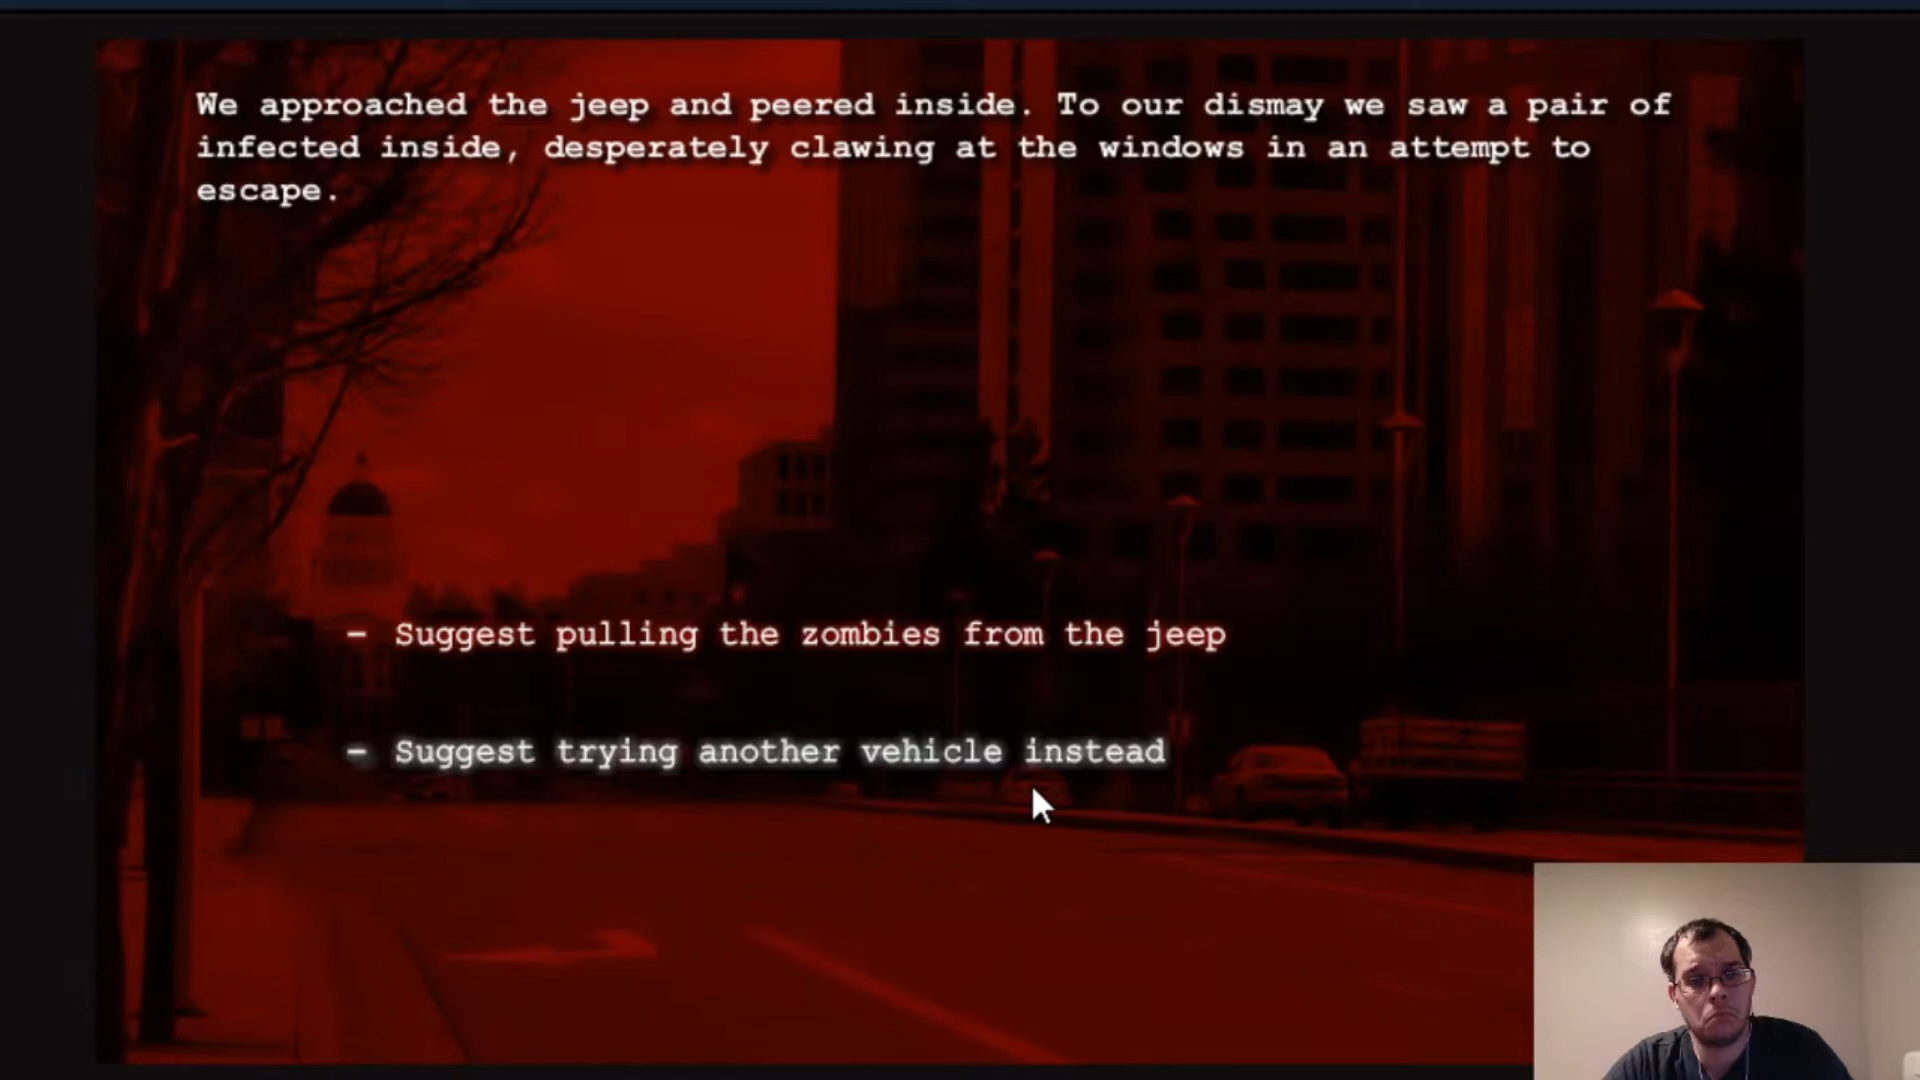 We approached the jeep and peered inside. To our dismay we saw a pair of
infected inside, desperately clawing at the windows in an attempt to
escape.
- Suggest pulling the zombies from the jeep
- Suggest trying another vehicle instead